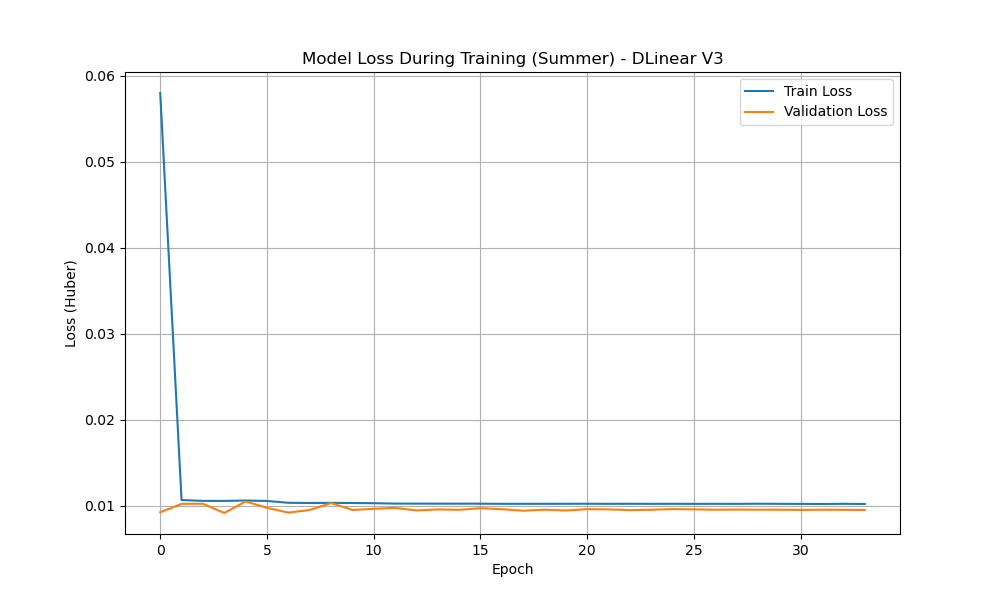 Model Loss During Training (Summer) - DLinear V3
Train Loss
Validation Loss
0.06
0.05
0.04
0.03
0.02
0.01
Loss (Huber)
0 5 10 15 20 25 30
Epoch